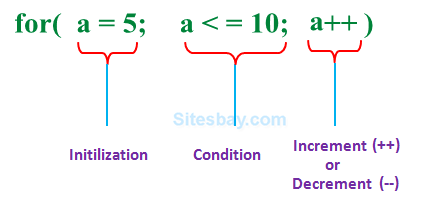 for( a = 5; a < = 10; a++ )
Sitesbay.com
Initilization Condition Increment (++)
or
Decrement (--)